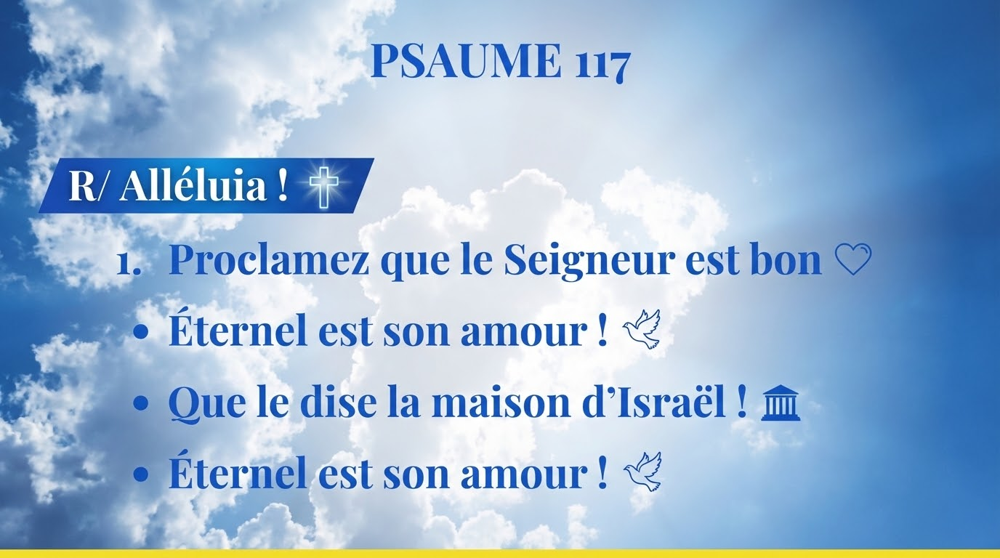 PSAUME 117
R/ Alléluia !
1. Proclamez que le Seigneur est bon
• Éternel est son amour !
• Que le dise la maison d’Israël !
• Éternel est son amour !